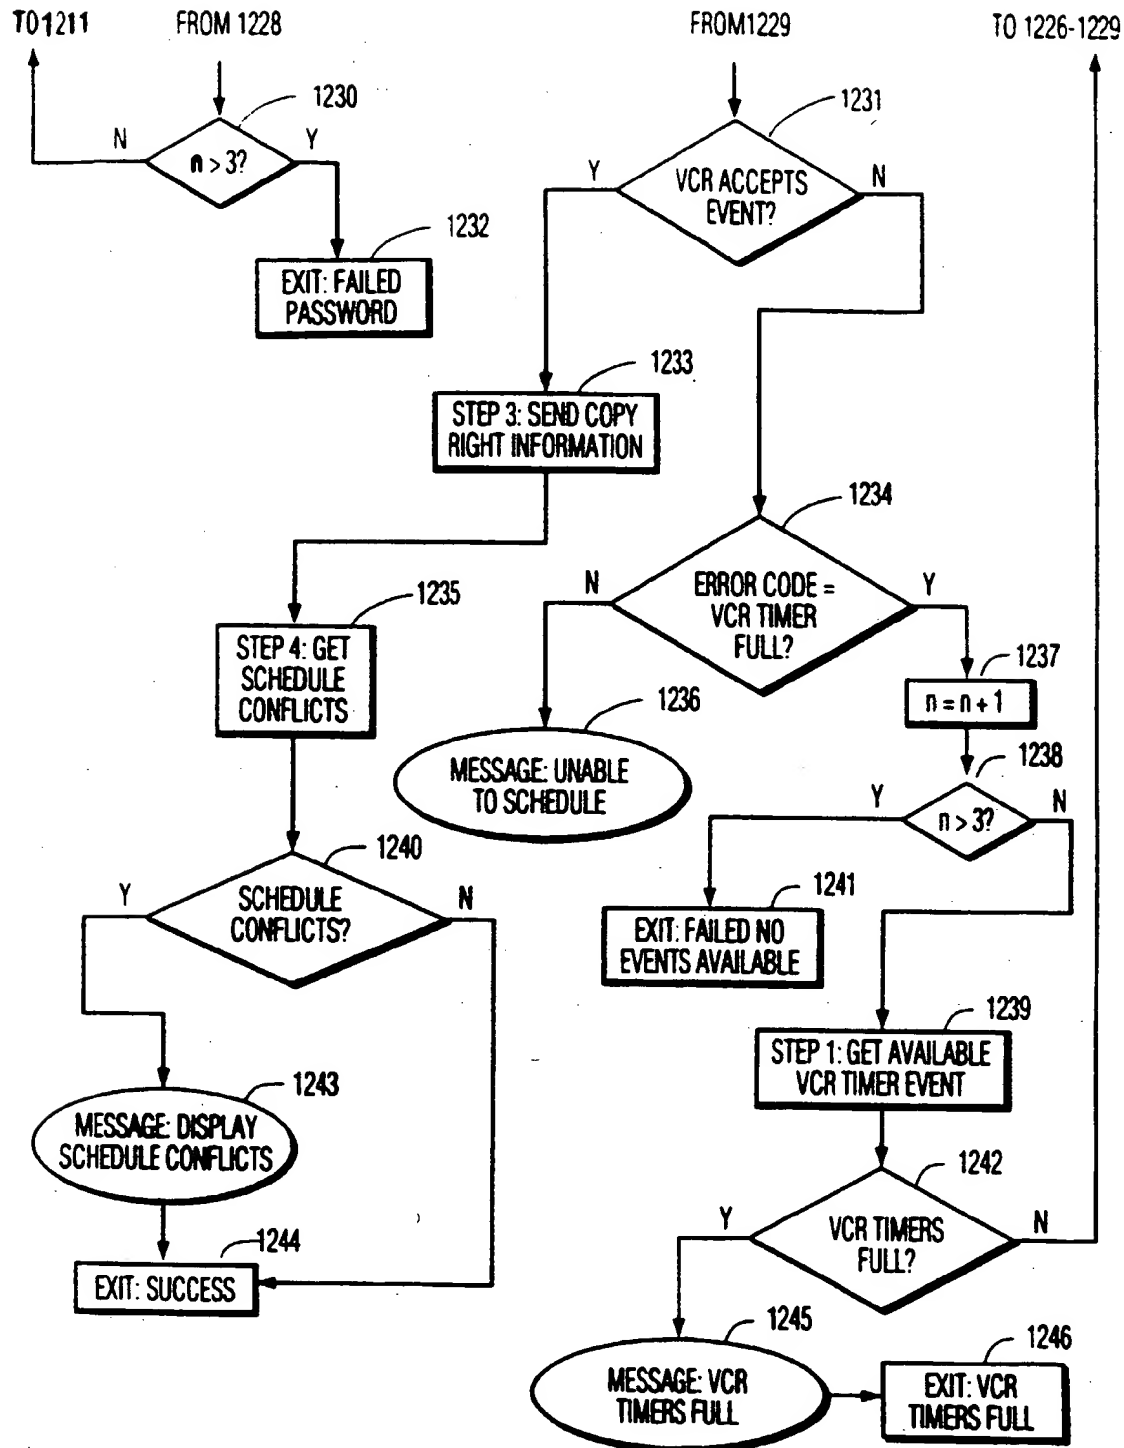 TO1211
FROM 1228
FROM1229
TO 1226-1229
1230
N
Y
n > 3?
1231
Y
N
VCR ACCEPTS
EVENT?
1232
EXIT: FAILED
PASSWORD
1233
STEP 3: SEND COPY
RIGHT INFORMATION
1234
N
Y
ERROR CODE =
VCR TIMER
FULL?
1235
STEP 4: GET
SCHEDULE
CONFLICTS
1236
MESSAGE: UNABLE
TO SCHEDULE
1237
n = n + 1
1238
Y
N
n > 3?
1240
Y
N
SCHEDULE
CONFLICTS?
1241
EXIT: FAILED NO
EVENTS AVAILABLE
1239
STEP 1: GET AVAILABLE
VCR TIMER EVENT
1243
MESSAGE: DISPLAY
SCHEDULE CONFLICTS
1242
Y
N
VCR TIMERS
FULL?
1244
EXIT: SUCCESS
1245
MESSAGE: VCR
TIMERS FULL
1246
EXIT: VCR
TIMERS FULL